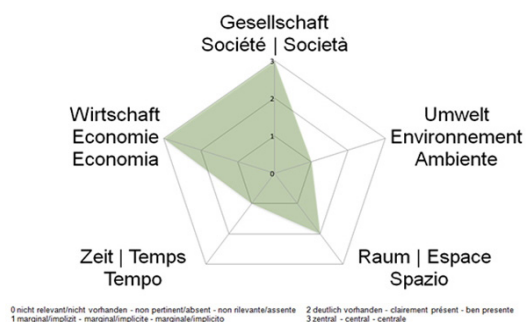 Gesellschaft
Société | Società
3
2
1
0
Wirtschaft
Economie
Economia
Umwelt
Environnement
Ambiente
Zeit | Temps
Tempo
Raum | Espace
Spazio
0 nicht relevant/nicht vorhanden - non pertinent/absent - non rilevante/assente
1 marginal/implizit - marginal/implicite - marginale/implicito
2 deutlich vorhanden - clairement présent - ben presente
3 zentral - central - centrale